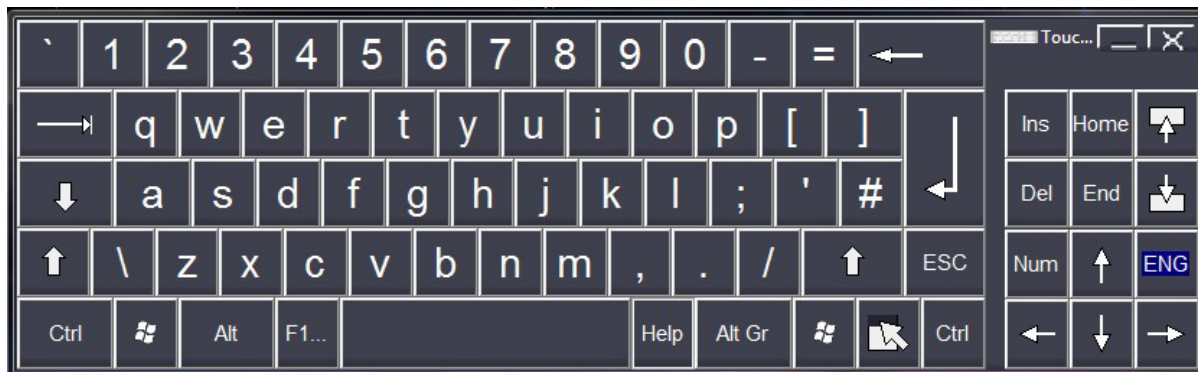 ` 1 2 3 4 5 6 7 8 9 0 - = Touc...
q w e r t y u i o p [ ] Ins Home
a s d f g h j k l ; ' # Del End
\ z x c v b n m , . / ESC Num ENG
Ctrl Alt F1... Help Alt Gr Ctrl